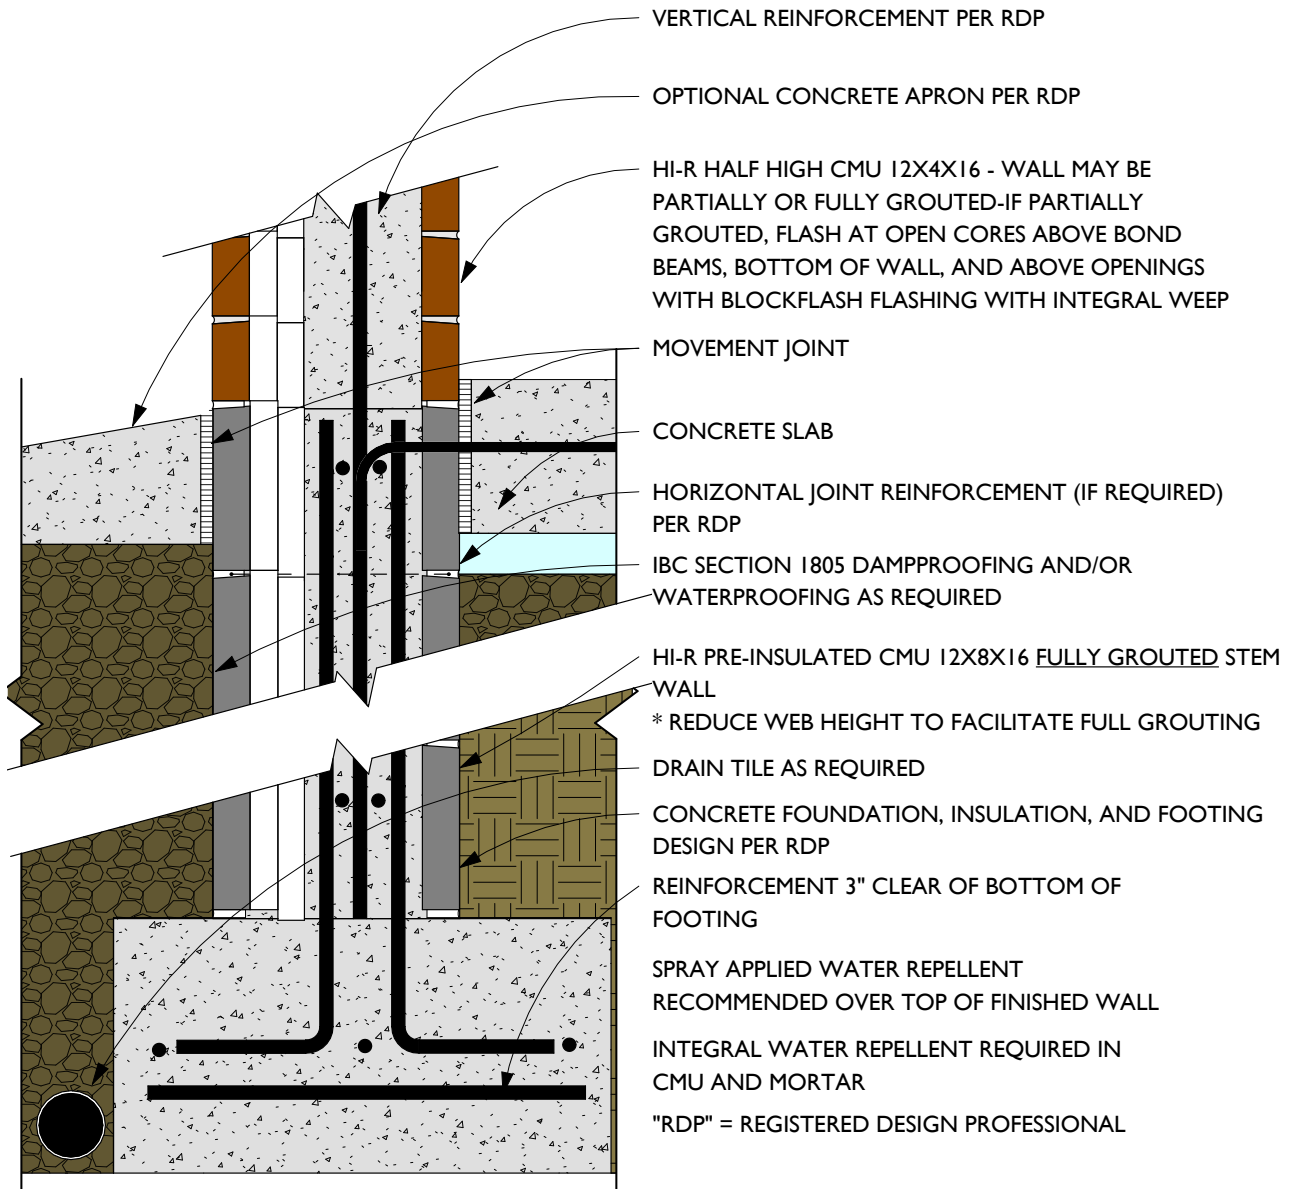 VERTICAL REINFORCEMENT PER RDP
OPTIONAL CONCRETE APRON PER RDP
HI-R HALF HIGH CMU 12X4X16 - WALL MAY BE
PARTIALLY OR FULLY GROUTED-IF PARTIALLY
GROUTED, FLASH AT OPEN CORES ABOVE BOND
BEAMS, BOTTOM OF WALL, AND ABOVE OPENINGS
WITH BLOCKFLASH FLASHING WITH INTEGRAL WEEP
MOVEMENT JOINT
CONCRETE SLAB
HORIZONTAL JOINT REINFORCEMENT (IF REQUIRED)
PER RDP
IBC SECTION 1805 DAMPPROOFING AND/OR
WATERPROOFING AS REQUIRED
HI-R PRE-INSULATED CMU 12X8X16 FULLY GROUTED STEM
WALL
* REDUCE WEB HEIGHT TO FACILITATE FULL GROUTING
DRAIN TILE AS REQUIRED
CONCRETE FOUNDATION, INSULATION, AND FOOTING
DESIGN PER RDP
REINFORCEMENT 3" CLEAR OF BOTTOM OF
FOOTING
SPRAY APPLIED WATER REPELLENT
RECOMMENDED OVER TOP OF FINISHED WALL
INTEGRAL WATER REPELLENT REQUIRED IN
CMU AND MORTAR
"RDP" = REGISTERED DESIGN PROFESSIONAL